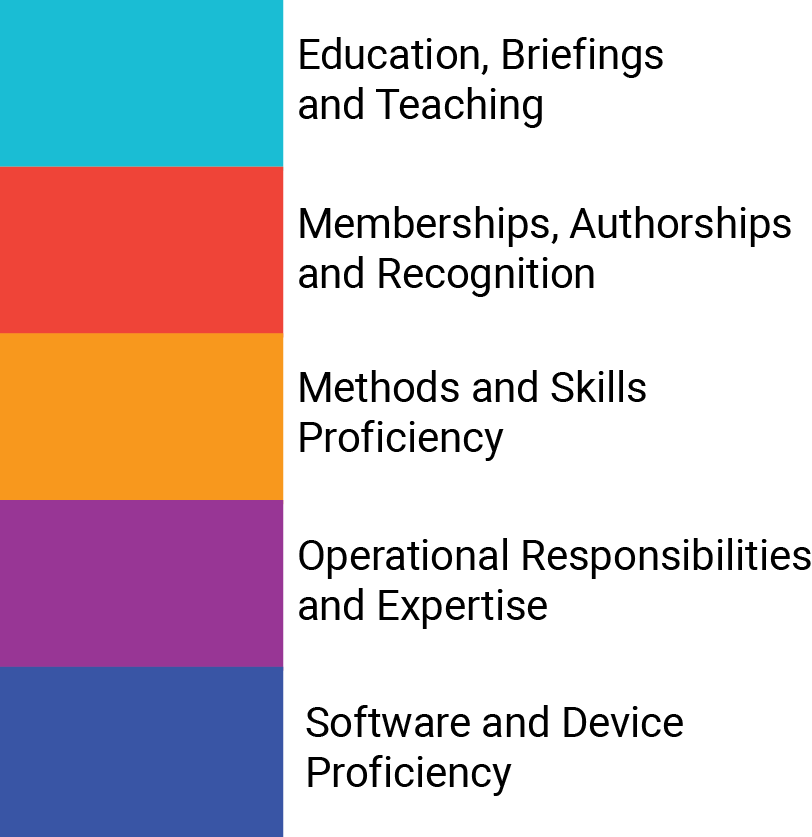 Education, Briefings
and Teaching
Memberships, Authorships
and Recognition
Methods and Skills
Proficiency
Operational Responsibilities
and Expertise
Software and Device
Proficiency